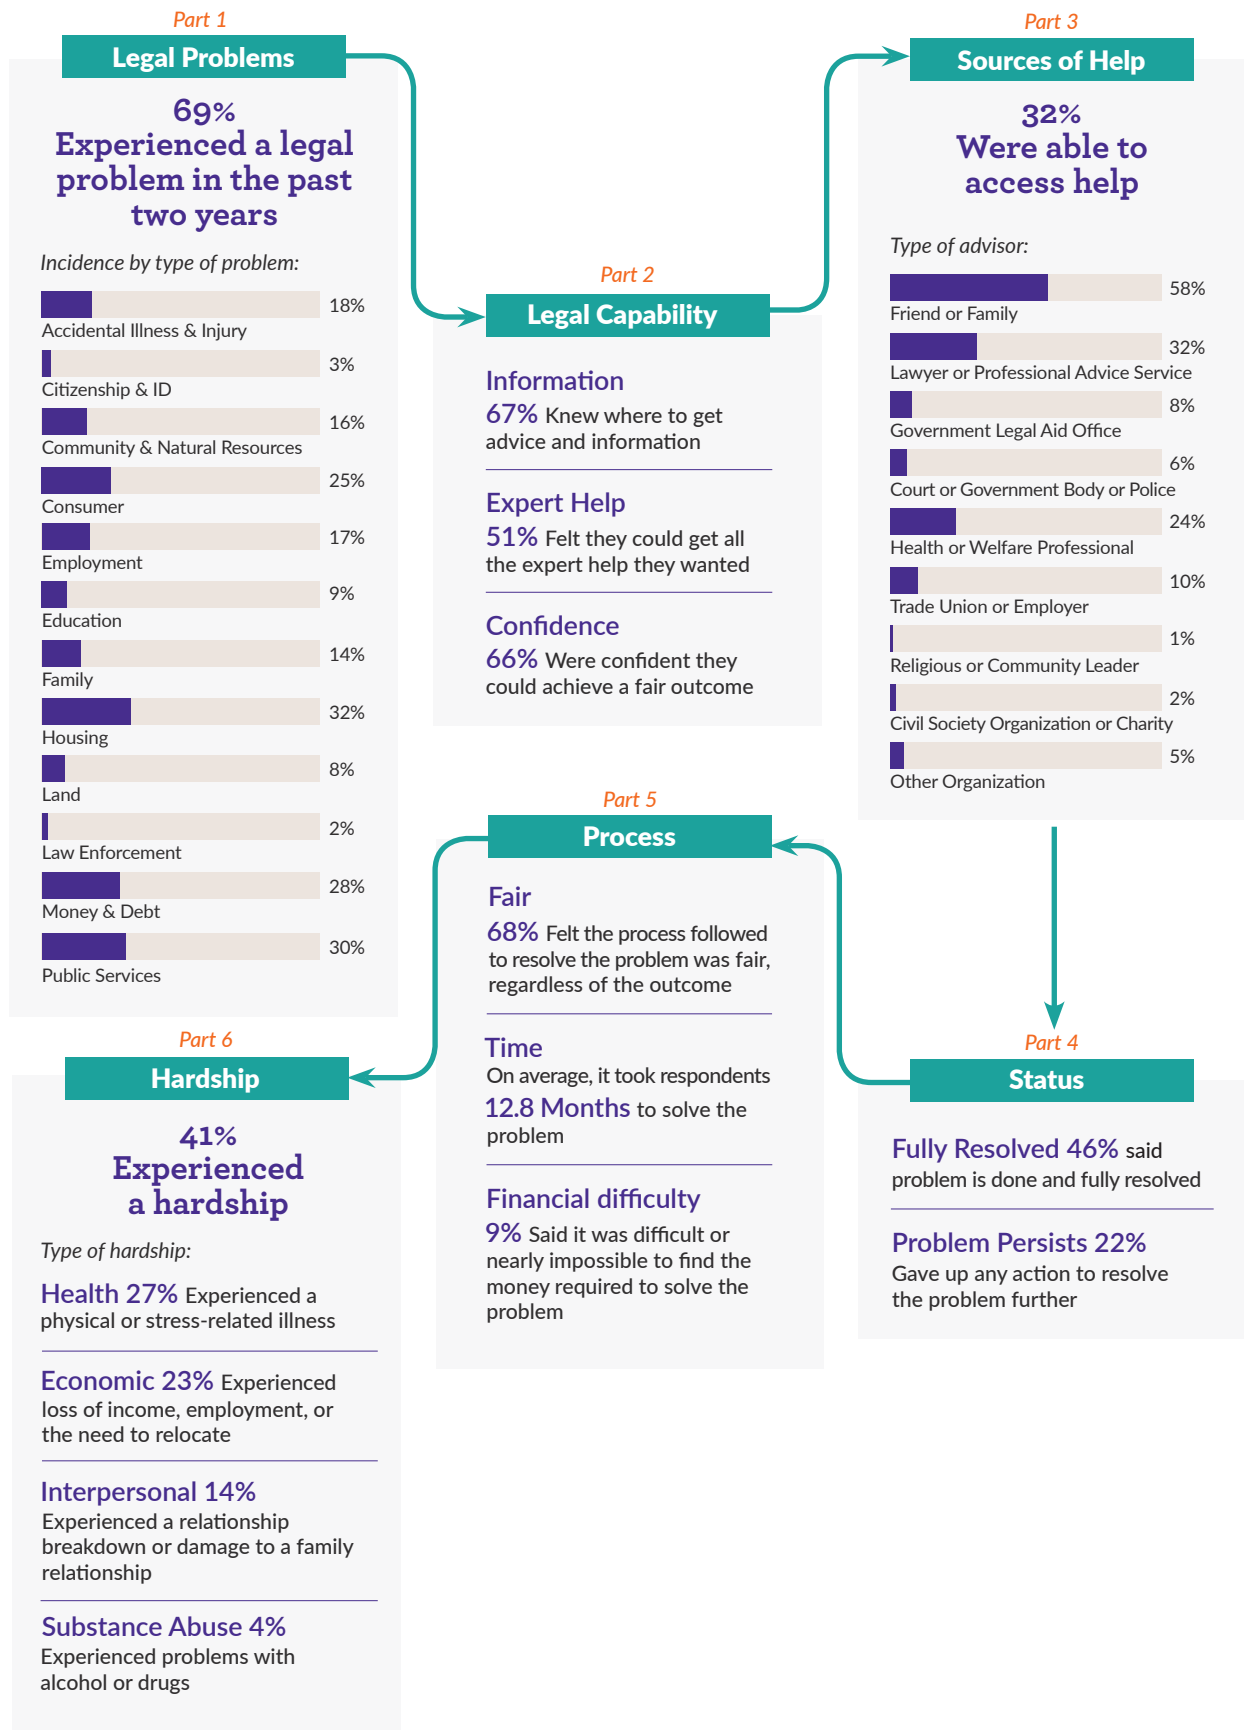 Part 1
Legal Problems
69%
Experienced a legal
problem in the past
two years
Incidence by type of problem:
18%
Accidental Illness & Injury
3%
Citizenship & ID
16%
Community & Natural Resources
25%
Consumer
17%
Employment
9%
Education
14%
Family
32%
Housing
8%
Land
2%
Law Enforcement
28%
Money & Debt
30%
Public Services
Part 2
Legal Capability
Information
67% Knew where to get
advice and information
Expert Help
51% Felt they could get all
the expert help they wanted
Confidence
66% Were confident they
could achieve a fair outcome
Part 3
Sources of Help
32%
Were able to
access help
Type of advisor:
58%
Friend or Family
32%
Lawyer or Professional Advice Service
8%
Government Legal Aid Office
6%
Court or Government Body or Police
24%
Health or Welfare Professional
10%
Trade Union or Employer
1%
Religious or Community Leader
2%
Civil Society Organization or Charity
5%
Other Organization
Part 4
Status
Fully Resolved 46% said
problem is done and fully resolved
Problem Persists 22%
Gave up any action to resolve
the problem further
Part 5
Process
Fair
68% Felt the process followed
to resolve the problem was fair,
regardless of the outcome
Time
On average, it took respondents
12.8 Months to solve the
problem
Financial difficulty
9% Said it was difficult or
nearly impossible to find the
money required to solve the
problem
Part 6
Hardship
41%
Experienced
a hardship
Type of hardship:
Health 27% Experienced a
physical or stress-related illness
Economic 23% Experienced
loss of income, employment, or
the need to relocate
Interpersonal 14%
Experienced a relationship
breakdown or damage to a family
relationship
Substance Abuse 4%
Experienced problems with
alcohol or drugs